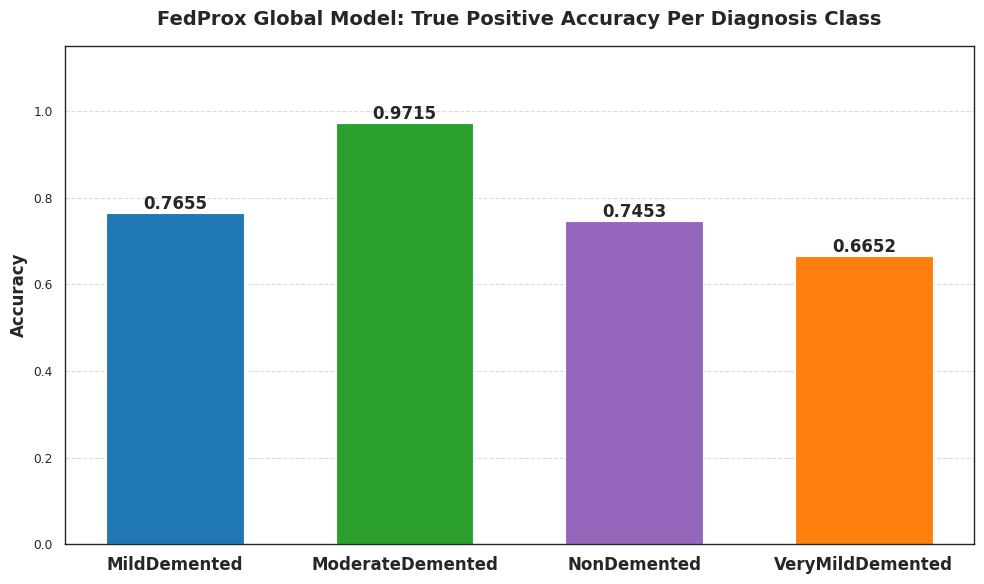 FedProx Global Model: True Positive Accuracy Per Diagnosis Class
Accuracy
1.0
0.8
0.6
0.4
0.2
0.0
0.7655
0.9715
0.7453
0.6652
MildDemented
ModerateDemented
NonDemented
VeryMildDemented